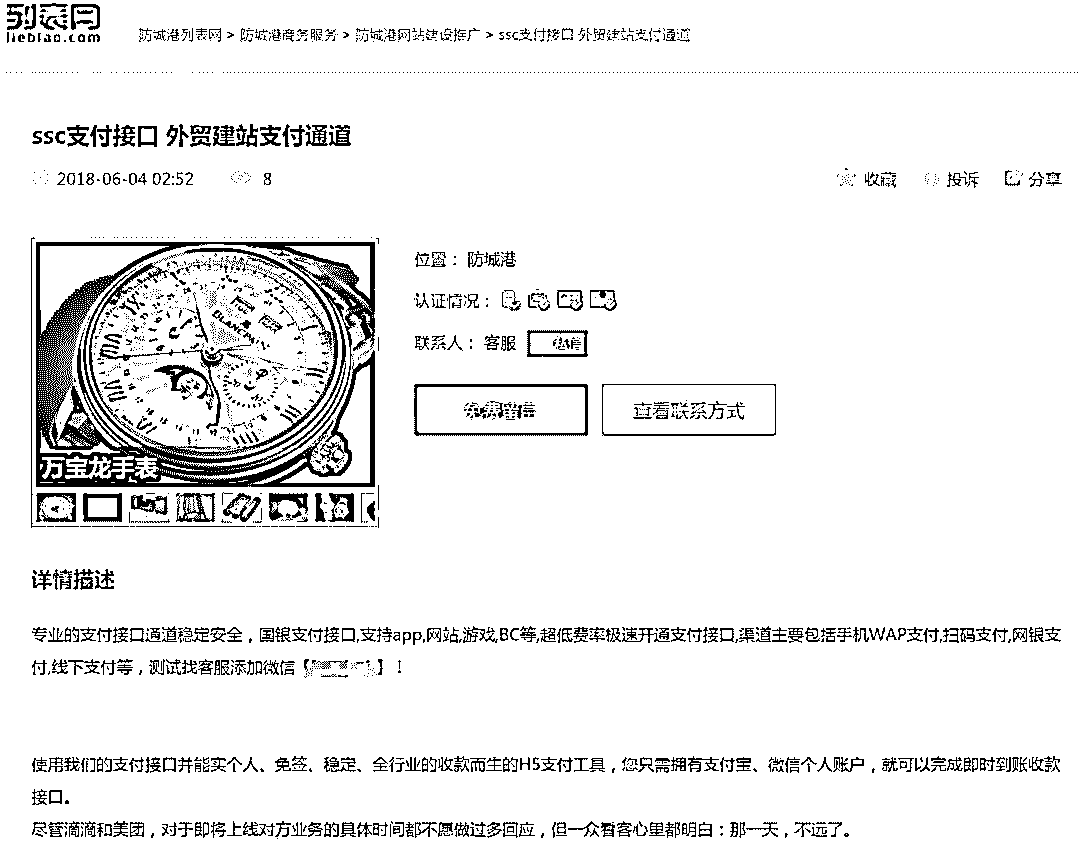 列表网
lieblao.com
防城港列表网 > 防城港商务服务 > 防城港网站建设推广 > ssc支付接口 外贸建站支付通道
ssc支付接口 外贸建站支付通道
2018-06-04 02:52 8
收藏 投诉 分享
位置： 防城港
认证情况：
联系人： 客服
免费留言 查看联系方式
BLANCPAIN
万宝龙手表
详情描述
专业的支付接口通道稳定安全，国银支付接口,支持app,网站,游戏,BC等,超低费率极速开通支付接口,渠道主要包括手机WAP支付,扫码支付,网银支
付,线下支付等，测试找客服添加微信【】！
使用我们的支付接口并能实个人、免签、稳定、全行业的收款而生的H5支付工具，您只需拥有支付宝、微信个人账户，就可以完成即时到账收款
接口。
尽管滴滴和美团，对于即将上线对方业务的具体时间都不愿做过多回应，但一众看客心里都明白：那一天，不远了。